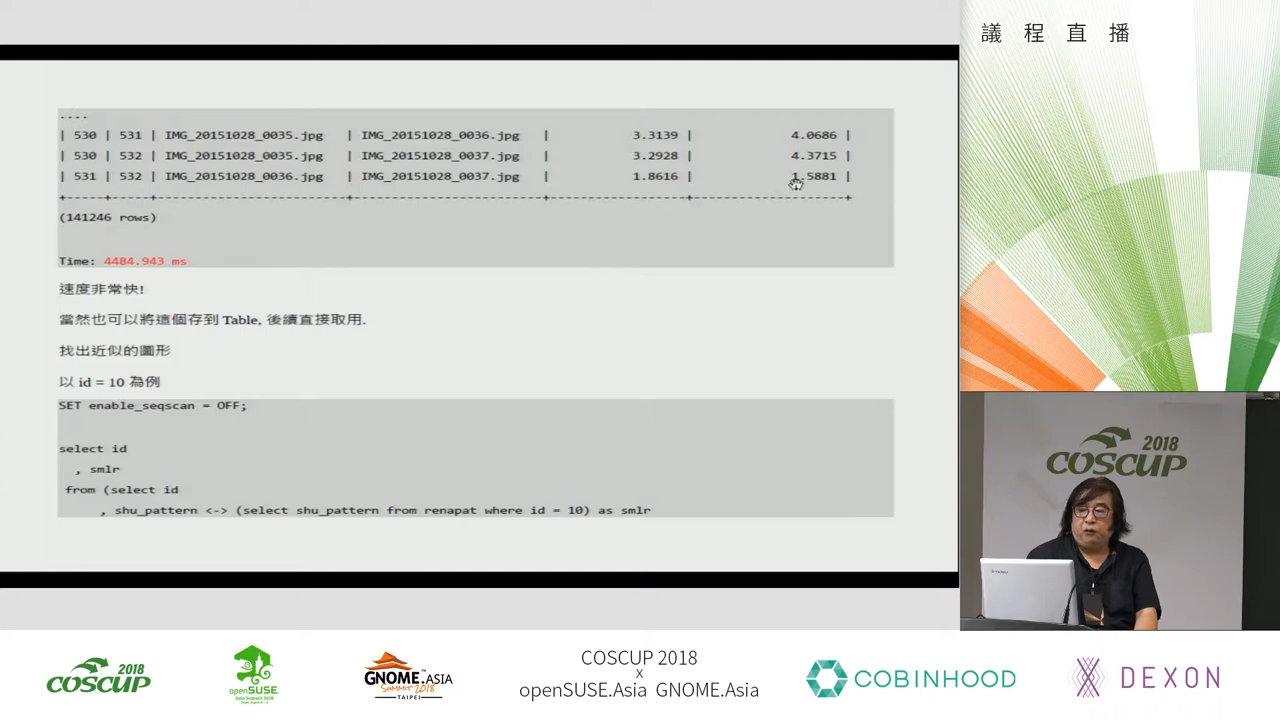 議程直播
....
| 530 | 531 | IMG_20151028_0035.jpg | IMG_20151028_0036.jpg | 3.3139 | 4.0686 |
| 530 | 532 | IMG_20151028_0035.jpg | IMG_20151028_0037.jpg | 3.2928 | 4.3715 |
| 531 | 532 | IMG_20151028_0036.jpg | IMG_20151028_0037.jpg | 1.8616 | 1.5881 |
(141246 rows)
Time: 4484.943 ms
速度非常快!
當然也可以將這個存到 Table, 後續直接取用.
找出近似的圖形
以 id = 10 為例
SET enable_seqscan = OFF;
select id
, smlr
from (select id
, shu_pattern <-> (select shu_pattern from renapat where id = 10) as smlr
2018
COSCUP
2018
COSCUP
openSUSE
GNOME.ASIA
SUMMIT 2018
TAIPEI
COSCUP 2018
x
openSUSE.Asia GNOME.Asia
COBINHOOD
DEXON